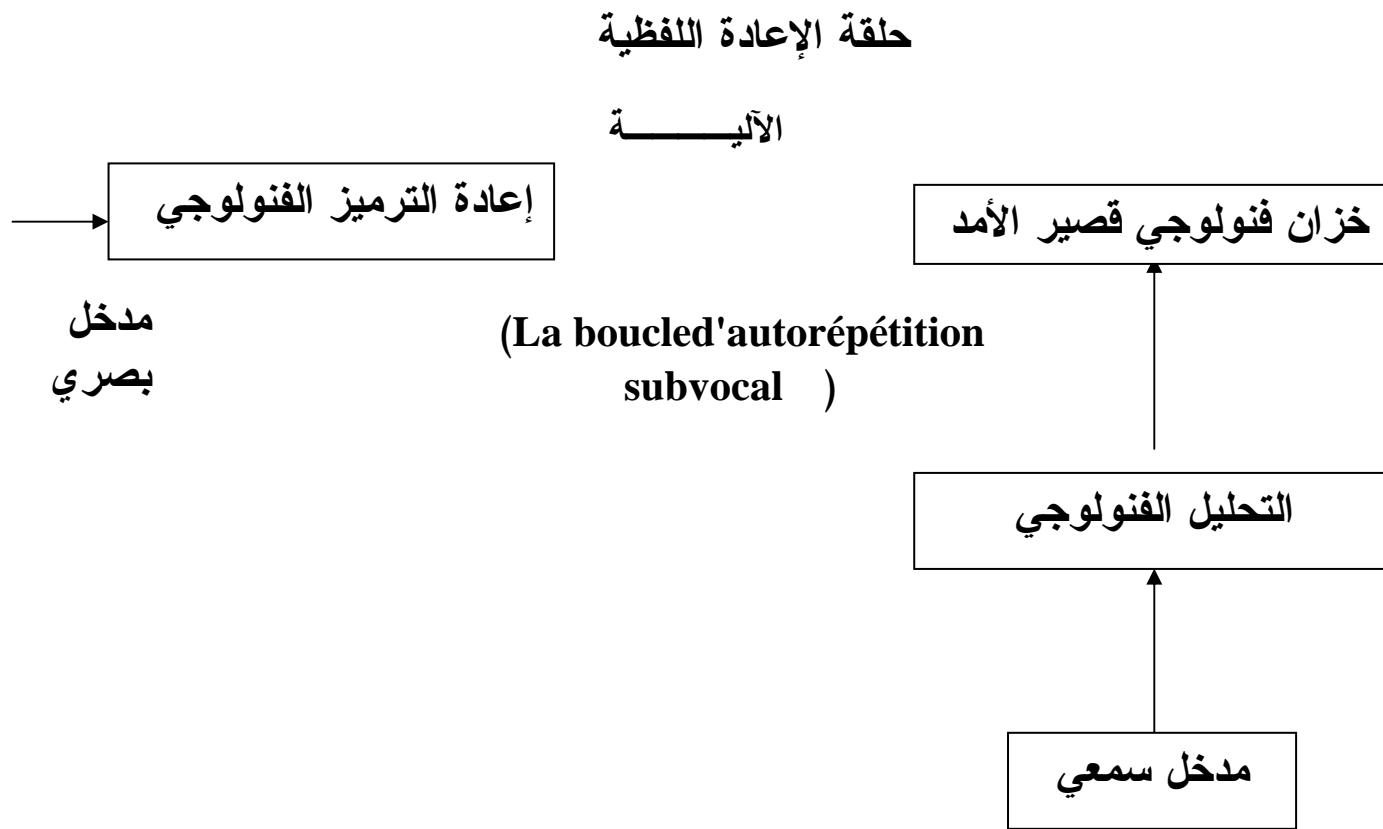 حلقة الإعادة اللفظية
الآليــــــــــة
إعادة الترميز الفنولوجي
خزان فنولوجي قصير الأمد
مدخل
بصري
(La boucled'autorépétition
subvocal )
التحليل الفنولوجي
مدخل سمعي